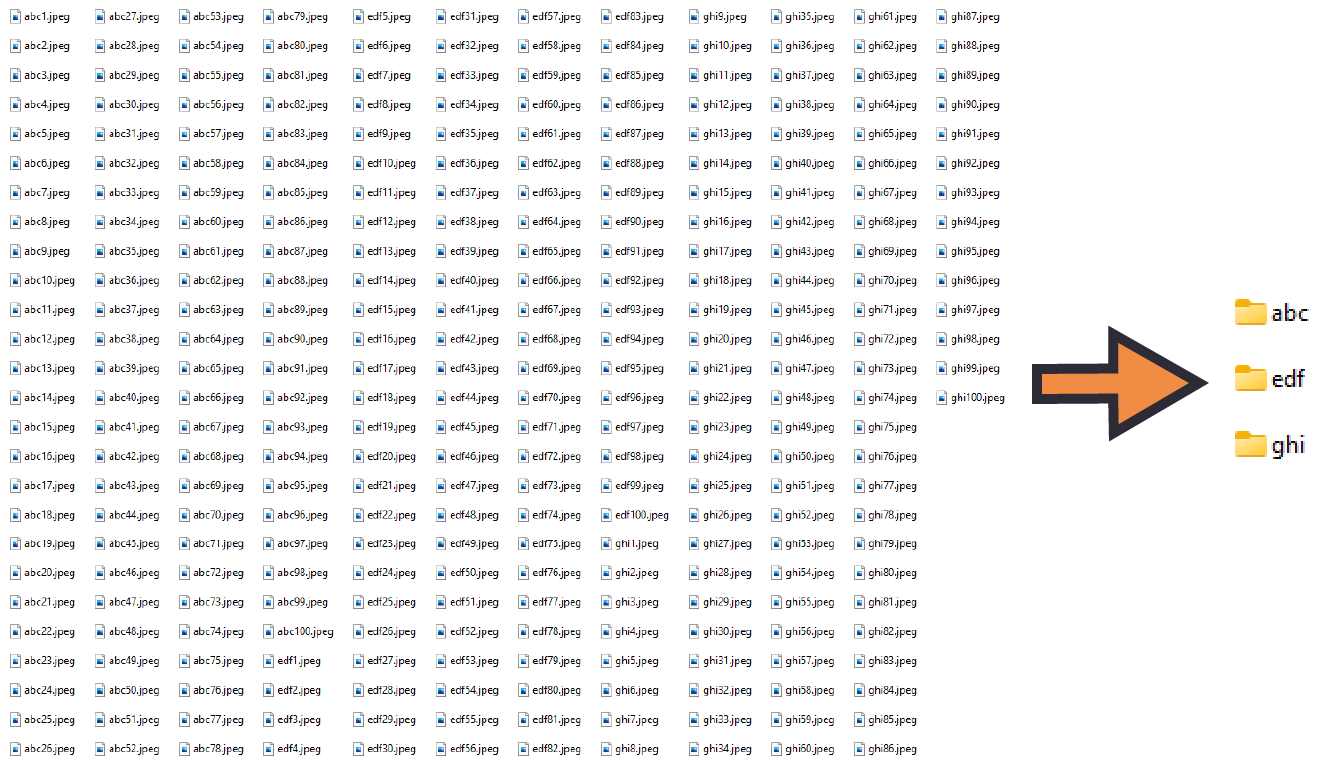 abc1.jpeg abc27.jpeg abc53.jpeg abc79.jpeg edf5.jpeg edf31.jpeg edf57.jpeg edf83.jpeg ghi9.jpeg ghi35.jpeg ghi61.jpeg ghi87.jpeg
abc2.jpeg abc28.jpeg abc54.jpeg abc80.jpeg edf6.jpeg edf32.jpeg edf58.jpeg edf84.jpeg ghi10.jpeg ghi36.jpeg ghi62.jpeg ghi88.jpeg
abc3.jpeg abc29.jpeg abc55.jpeg abc81.jpeg edf7.jpeg edf33.jpeg edf59.jpeg edf85.jpeg ghi11.jpeg ghi37.jpeg ghi63.jpeg ghi89.jpeg
abc4.jpeg abc30.jpeg abc56.jpeg abc82.jpeg edf8.jpeg edf34.jpeg edf60.jpeg edf86.jpeg ghi12.jpeg ghi38.jpeg ghi64.jpeg ghi90.jpeg
abc5.jpeg abc31.jpeg abc57.jpeg abc83.jpeg edf9.jpeg edf35.jpeg edf61.jpeg edf87.jpeg ghi13.jpeg ghi39.jpeg ghi65.jpeg ghi91.jpeg
abc6.jpeg abc32.jpeg abc58.jpeg abc84.jpeg edf10.jpeg edf36.jpeg edf62.jpeg edf88.jpeg ghi14.jpeg ghi40.jpeg ghi66.jpeg ghi92.jpeg
abc7.jpeg abc33.jpeg abc59.jpeg abc85.jpeg edf11.jpeg edf37.jpeg edf63.jpeg edf89.jpeg ghi15.jpeg ghi41.jpeg ghi67.jpeg ghi93.jpeg
abc8.jpeg abc34.jpeg abc60.jpeg abc86.jpeg edf12.jpeg edf38.jpeg edf64.jpeg edf90.jpeg ghi16.jpeg ghi42.jpeg ghi68.jpeg ghi94.jpeg
abc9.jpeg abc35.jpeg abc61.jpeg abc87.jpeg edf13.jpeg edf39.jpeg edf65.jpeg edf91.jpeg ghi17.jpeg ghi43.jpeg ghi69.jpeg ghi95.jpeg
abc10.jpeg abc36.jpeg abc62.jpeg abc88.jpeg edf14.jpeg edf40.jpeg edf66.jpeg edf92.jpeg ghi18.jpeg ghi44.jpeg ghi70.jpeg ghi96.jpeg
abc11.jpeg abc37.jpeg abc63.jpeg abc89.jpeg edf15.jpeg edf41.jpeg edf67.jpeg edf93.jpeg ghi19.jpeg ghi45.jpeg ghi71.jpeg ghi97.jpeg
abc12.jpeg abc38.jpeg abc64.jpeg abc90.jpeg edf16.jpeg edf42.jpeg edf68.jpeg edf94.jpeg ghi20.jpeg ghi46.jpeg ghi72.jpeg ghi98.jpeg
abc13.jpeg abc39.jpeg abc65.jpeg abc91.jpeg edf17.jpeg edf43.jpeg edf69.jpeg edf95.jpeg ghi21.jpeg ghi47.jpeg ghi73.jpeg ghi99.jpeg
abc14.jpeg abc40.jpeg abc66.jpeg abc92.jpeg edf18.jpeg edf44.jpeg edf70.jpeg edf96.jpeg ghi22.jpeg ghi48.jpeg ghi74.jpeg ghi100.jpeg
abc15.jpeg abc41.jpeg abc67.jpeg abc93.jpeg edf19.jpeg edf45.jpeg edf71.jpeg edf97.jpeg ghi23.jpeg ghi49.jpeg ghi75.jpeg
abc16.jpeg abc42.jpeg abc68.jpeg abc94.jpeg edf20.jpeg edf46.jpeg edf72.jpeg edf98.jpeg ghi24.jpeg ghi50.jpeg ghi76.jpeg
abc17.jpeg abc43.jpeg abc69.jpeg abc95.jpeg edf21.jpeg edf47.jpeg edf73.jpeg edf99.jpeg ghi25.jpeg ghi51.jpeg ghi77.jpeg
abc18.jpeg abc44.jpeg abc70.jpeg abc96.jpeg edf22.jpeg edf48.jpeg edf74.jpeg edf100.jpeg ghi26.jpeg ghi52.jpeg ghi78.jpeg
abc19.jpeg abc45.jpeg abc71.jpeg abc97.jpeg edf23.jpeg edf49.jpeg edf75.jpeg ghi1.jpeg ghi27.jpeg ghi53.jpeg ghi79.jpeg
abc20.jpeg abc46.jpeg abc72.jpeg abc98.jpeg edf24.jpeg edf50.jpeg edf76.jpeg ghi2.jpeg ghi28.jpeg ghi54.jpeg ghi80.jpeg
abc21.jpeg abc47.jpeg abc73.jpeg abc99.jpeg edf25.jpeg edf51.jpeg edf77.jpeg ghi3.jpeg ghi29.jpeg ghi55.jpeg ghi81.jpeg
abc22.jpeg abc48.jpeg abc74.jpeg abc100.jpeg edf26.jpeg edf52.jpeg edf78.jpeg ghi4.jpeg ghi30.jpeg ghi56.jpeg ghi82.jpeg
abc23.jpeg abc49.jpeg abc75.jpeg edf1.jpeg edf27.jpeg edf53.jpeg edf79.jpeg ghi5.jpeg ghi31.jpeg ghi57.jpeg ghi83.jpeg
abc24.jpeg abc50.jpeg abc76.jpeg edf2.jpeg edf28.jpeg edf54.jpeg edf80.jpeg ghi6.jpeg ghi32.jpeg ghi58.jpeg ghi84.jpeg
abc25.jpeg abc51.jpeg abc77.jpeg edf3.jpeg edf29.jpeg edf55.jpeg edf81.jpeg ghi7.jpeg ghi33.jpeg ghi59.jpeg ghi85.jpeg
abc26.jpeg abc52.jpeg abc78.jpeg edf4.jpeg edf30.jpeg edf56.jpeg edf82.jpeg ghi8.jpeg ghi34.jpeg ghi60.jpeg ghi86.jpeg
abc
edf
ghi